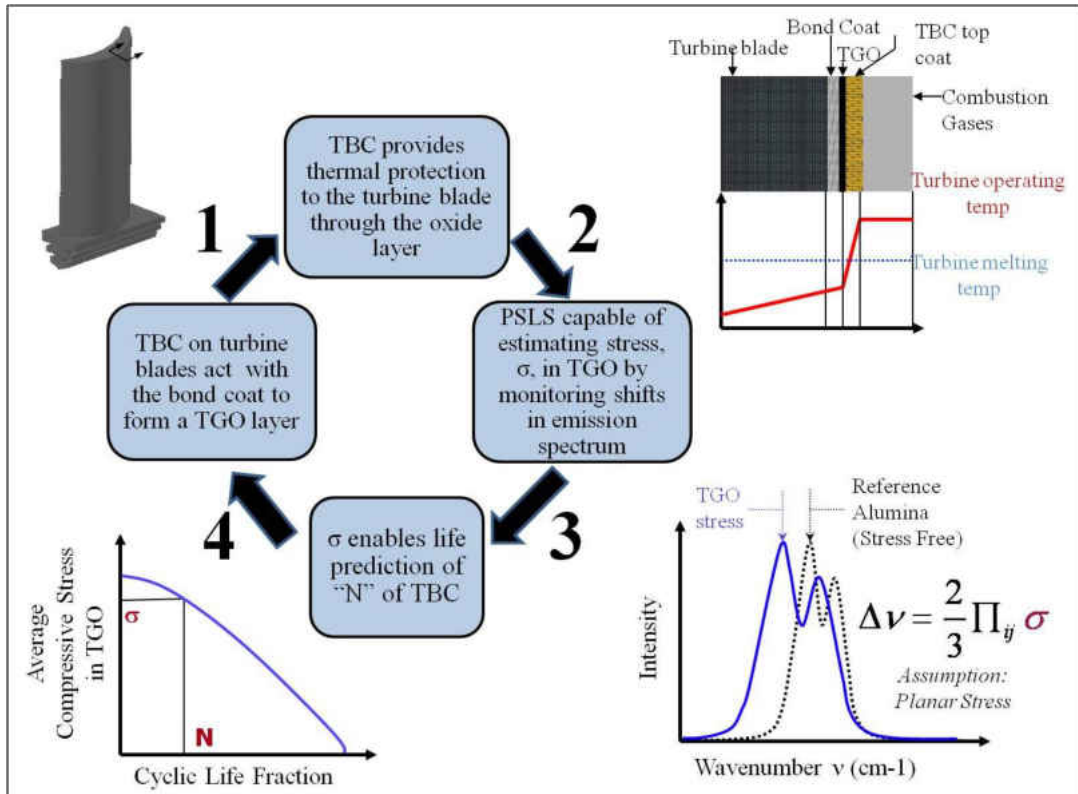 Bond Coat
TBC top
coat
Turbine blade
TGO
Combustion
Gases
Turbine operating
temp
Turbine melting
temp
1
TBC provides
thermal protection
to the turbine blade
through the oxide
layer
2
PSLS capable of
estimating stress,
σ, in TGO by
monitoring shifts
in emission
spectrum
3
σ enables life
prediction of
“N” of TBC
4
TBC on turbine
blades act with
the bond coat to
form a TGO layer
Average
Compressive Stress
in TGO
σ
N
Cyclic Life Fraction
TGO
stress
Reference
Alumina
(Stress Free)
Δν = 2/3 Π_ij σ
Assumption:
Planar Stress
Intensity
Wavenumber ν (cm-1)